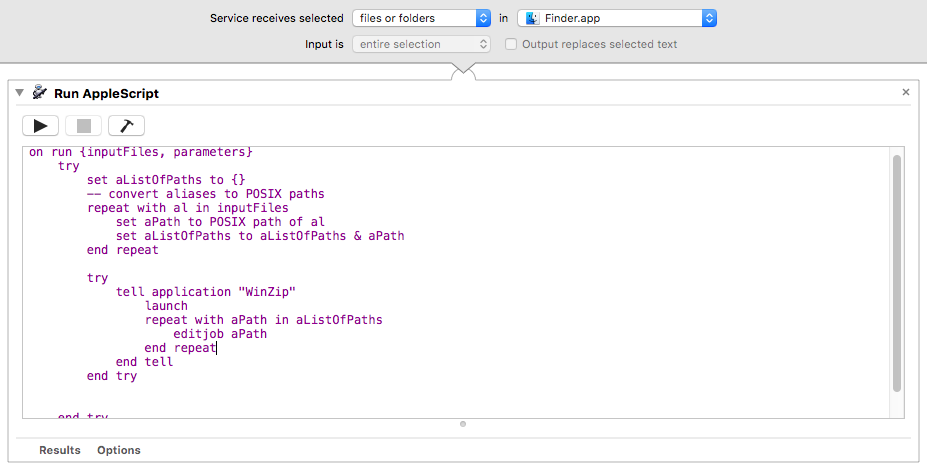 Service receives selected files or folders in Finder.app
Input is entire selection Output replaces selected text
Run AppleScript
on run {inputFiles, parameters}
try
set aListOfPaths to {}
-- convert aliases to POSIX paths
repeat with al in inputFiles
set aPath to POSIX path of al
set aListOfPaths to aListOfPaths & aPath
end repeat
try
tell application "WinZip"
launch
repeat with aPath in aListOfPaths
editjob aPath
end repeat
end tell
end try
end try
Results Options